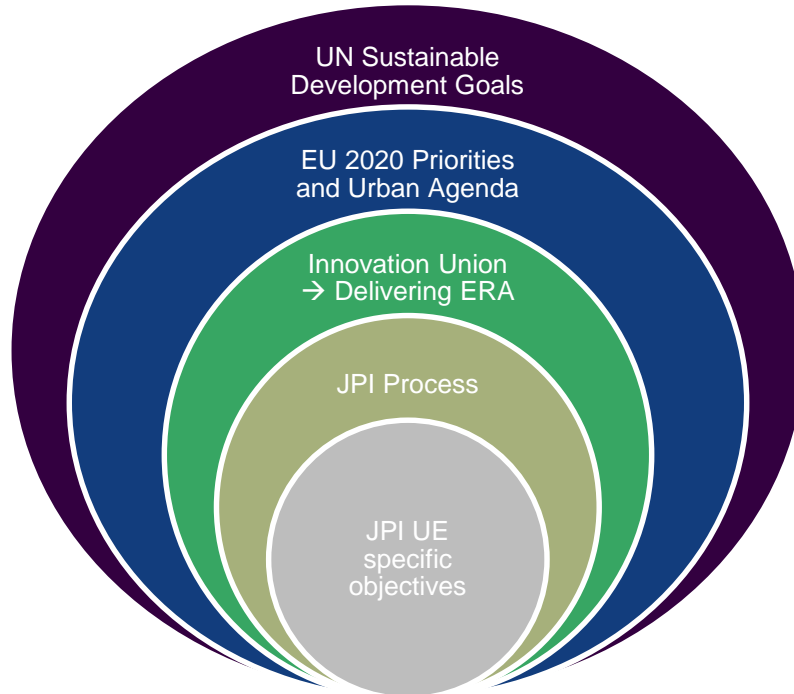 UN Sustainable
Development Goals
EU 2020 Priorities
and Urban Agenda
Innovation Union
→ Delivering ERA
JPI Process
JPI UE
specific
objectives